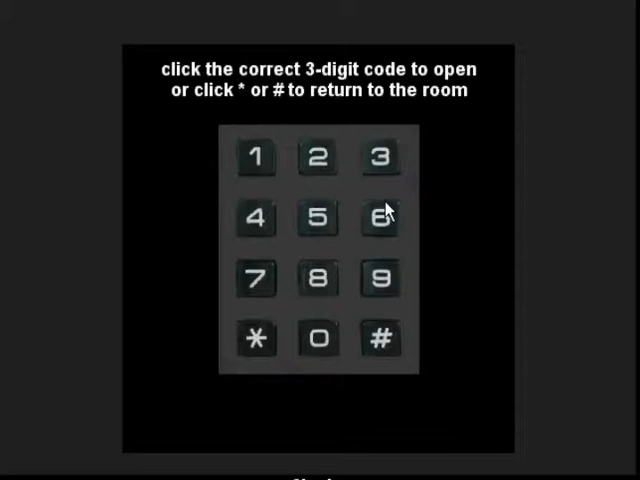 click the correct 3-digit code to open
or click * or # to return to the room
1 2 3
4 5 6
7 8 9
* 0 #